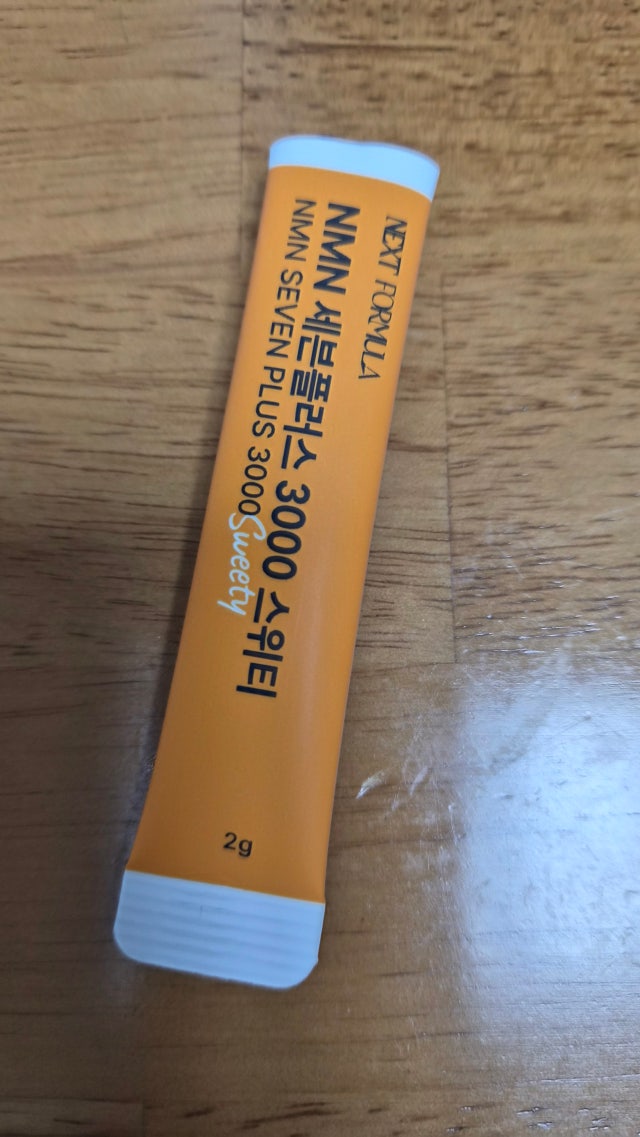 NEXT FORMULA
NMN 세븐플러스 3000 스위티
NMN SEVEN PLUS 3000 Sweety
2g